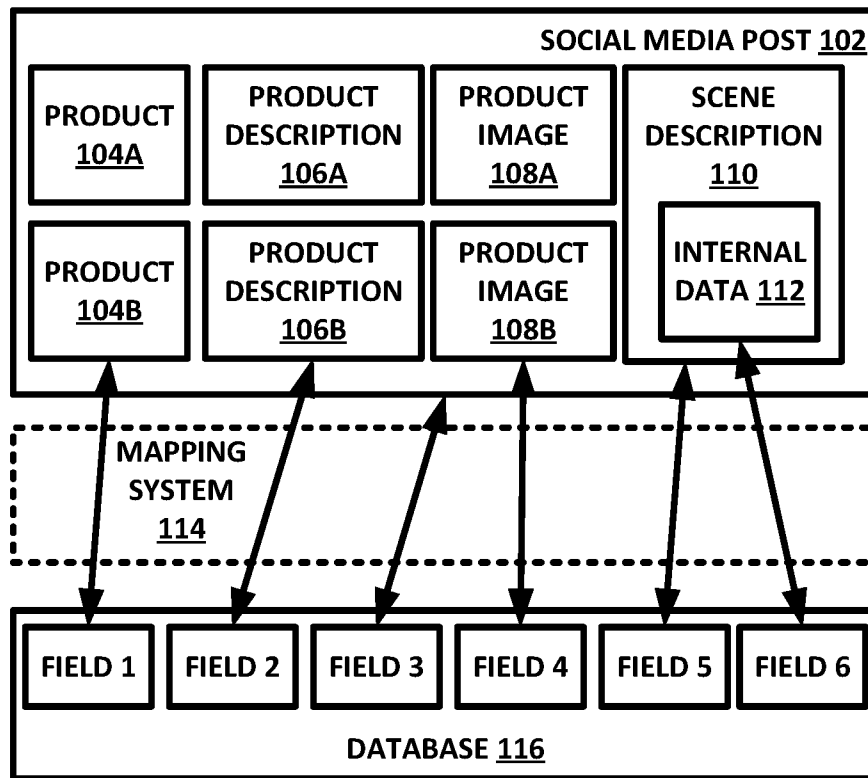 SOCIAL MEDIA POST 102
PRODUCT
104A
PRODUCT
DESCRIPTION
106A
PRODUCT
IMAGE
108A
SCENE
DESCRIPTION
110
PRODUCT
104B
PRODUCT
DESCRIPTION
106B
PRODUCT
IMAGE
108B
INTERNAL
DATA 112
MAPPING
SYSTEM
114
FIELD 1
FIELD 2
FIELD 3
FIELD 4
FIELD 5
FIELD 6
DATABASE 116